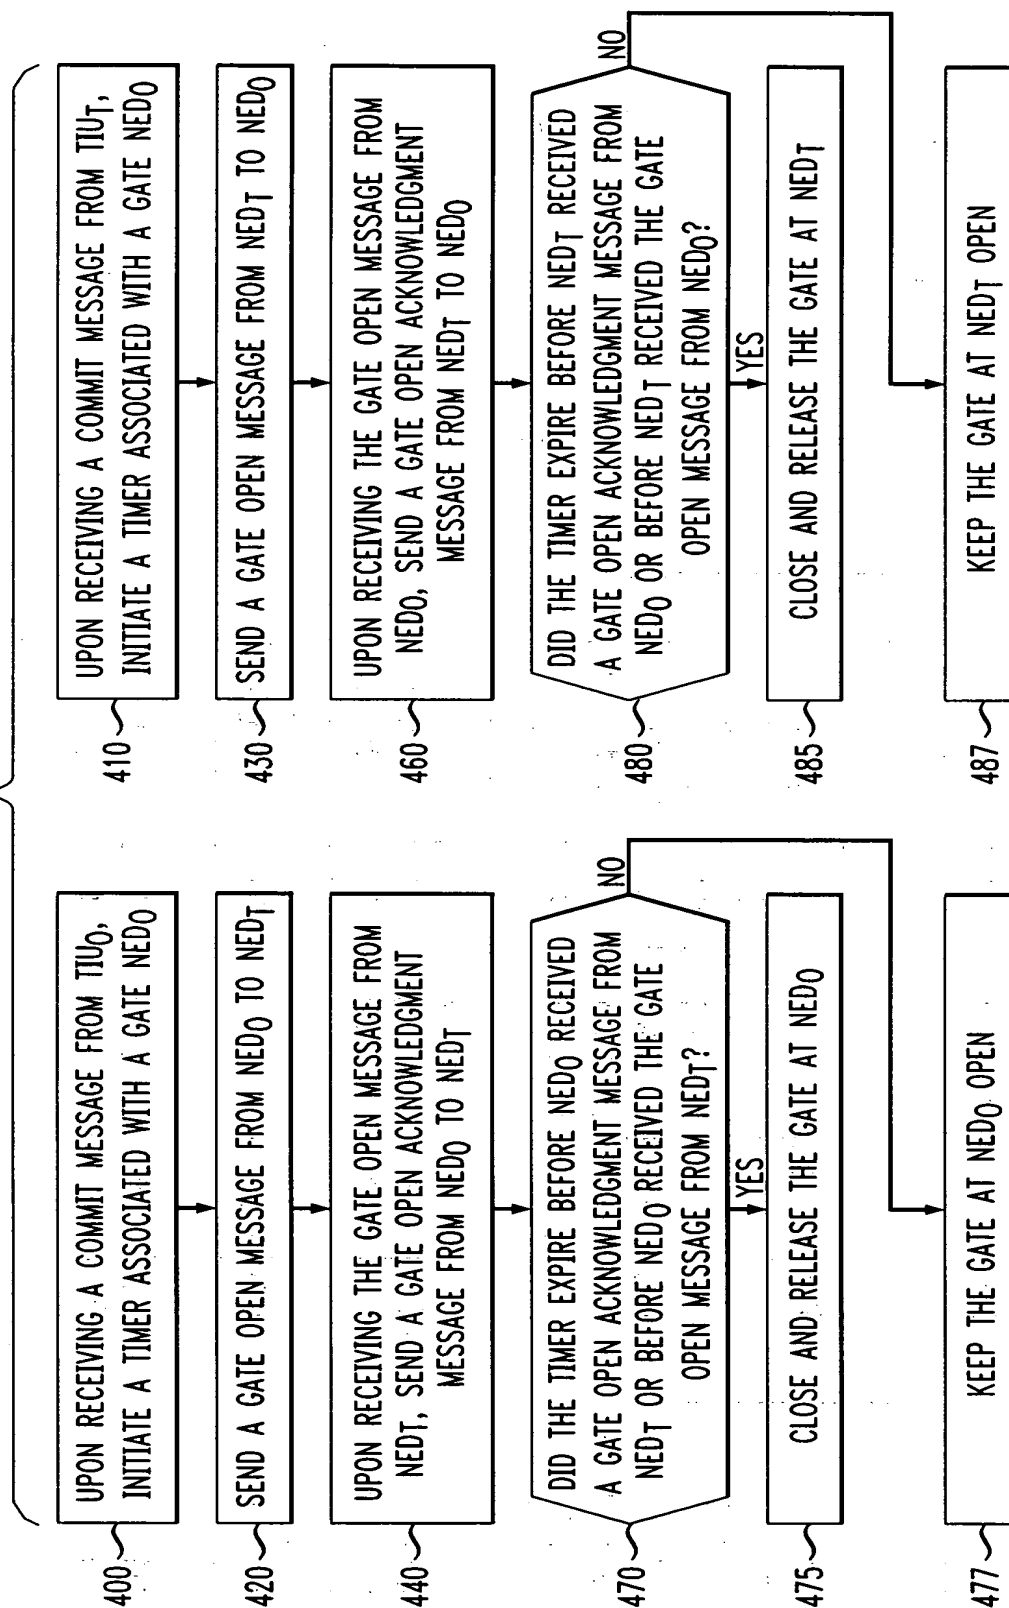 400
UPON RECEIVING A COMMIT MESSAGE FROM TIUO,
INITIATE A TIMER ASSOCIATED WITH A GATE NEDO
420
SEND A GATE OPEN MESSAGE FROM NEDO TO NEDT
440
UPON RECEIVING THE GATE OPEN MESSAGE FROM
NEDT, SEND A GATE OPEN ACKNOWLEDGMENT
MESSAGE FROM NEDO TO NEDT
470
DID THE TIMER EXPIRE BEFORE NEDO RECEIVED
A GATE OPEN ACKNOWLEDGMENT MESSAGE FROM
NEDT OR BEFORE NEDO RECEIVED THE GATE
OPEN MESSAGE FROM NEDT?
NO
YES
475
CLOSE AND RELEASE THE GATE AT NEDO
477
KEEP THE GATE AT NEDO OPEN
410
UPON RECEIVING A COMMIT MESSAGE FROM TIUT,
INITIATE A TIMER ASSOCIATED WITH A GATE NEDO
430
SEND A GATE OPEN MESSAGE FROM NEDT TO NEDO
460
UPON RECEIVING THE GATE OPEN MESSAGE FROM
NEDO, SEND A GATE OPEN ACKNOWLEDGMENT
MESSAGE FROM NEDT TO NEDO
480
DID THE TIMER EXPIRE BEFORE NEDT RECEIVED
A GATE OPEN ACKNOWLEDGMENT MESSAGE FROM
NEDO OR BEFORE NEDT RECEIVED THE GATE
OPEN MESSAGE FROM NEDO?
NO
YES
485
CLOSE AND RELEASE THE GATE AT NEDT
487
KEEP THE GATE AT NEDT OPEN